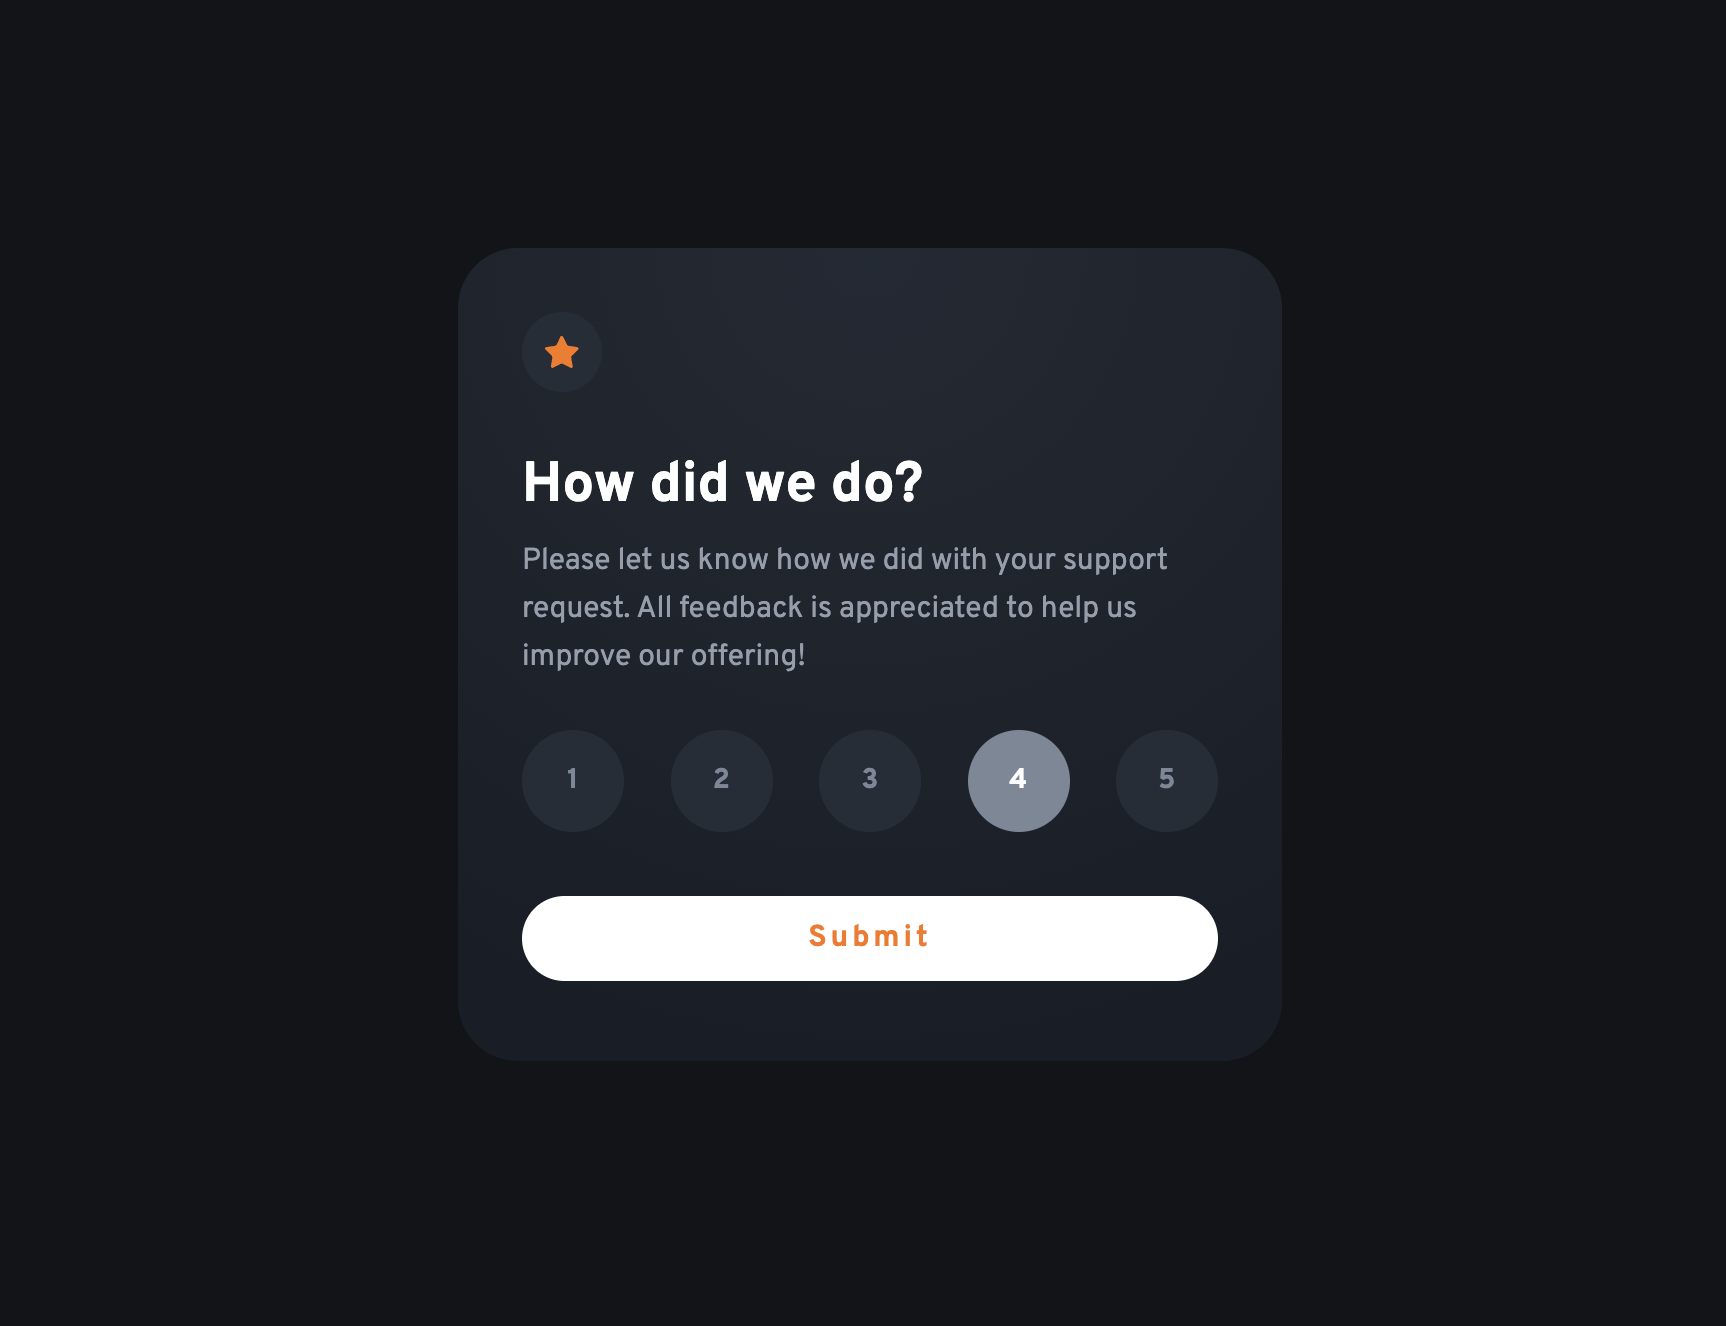 How did we do?
Please let us know how we did with your support
request. All feedback is appreciated to help us
improve our offering!
1 2 3 4 5
Submit